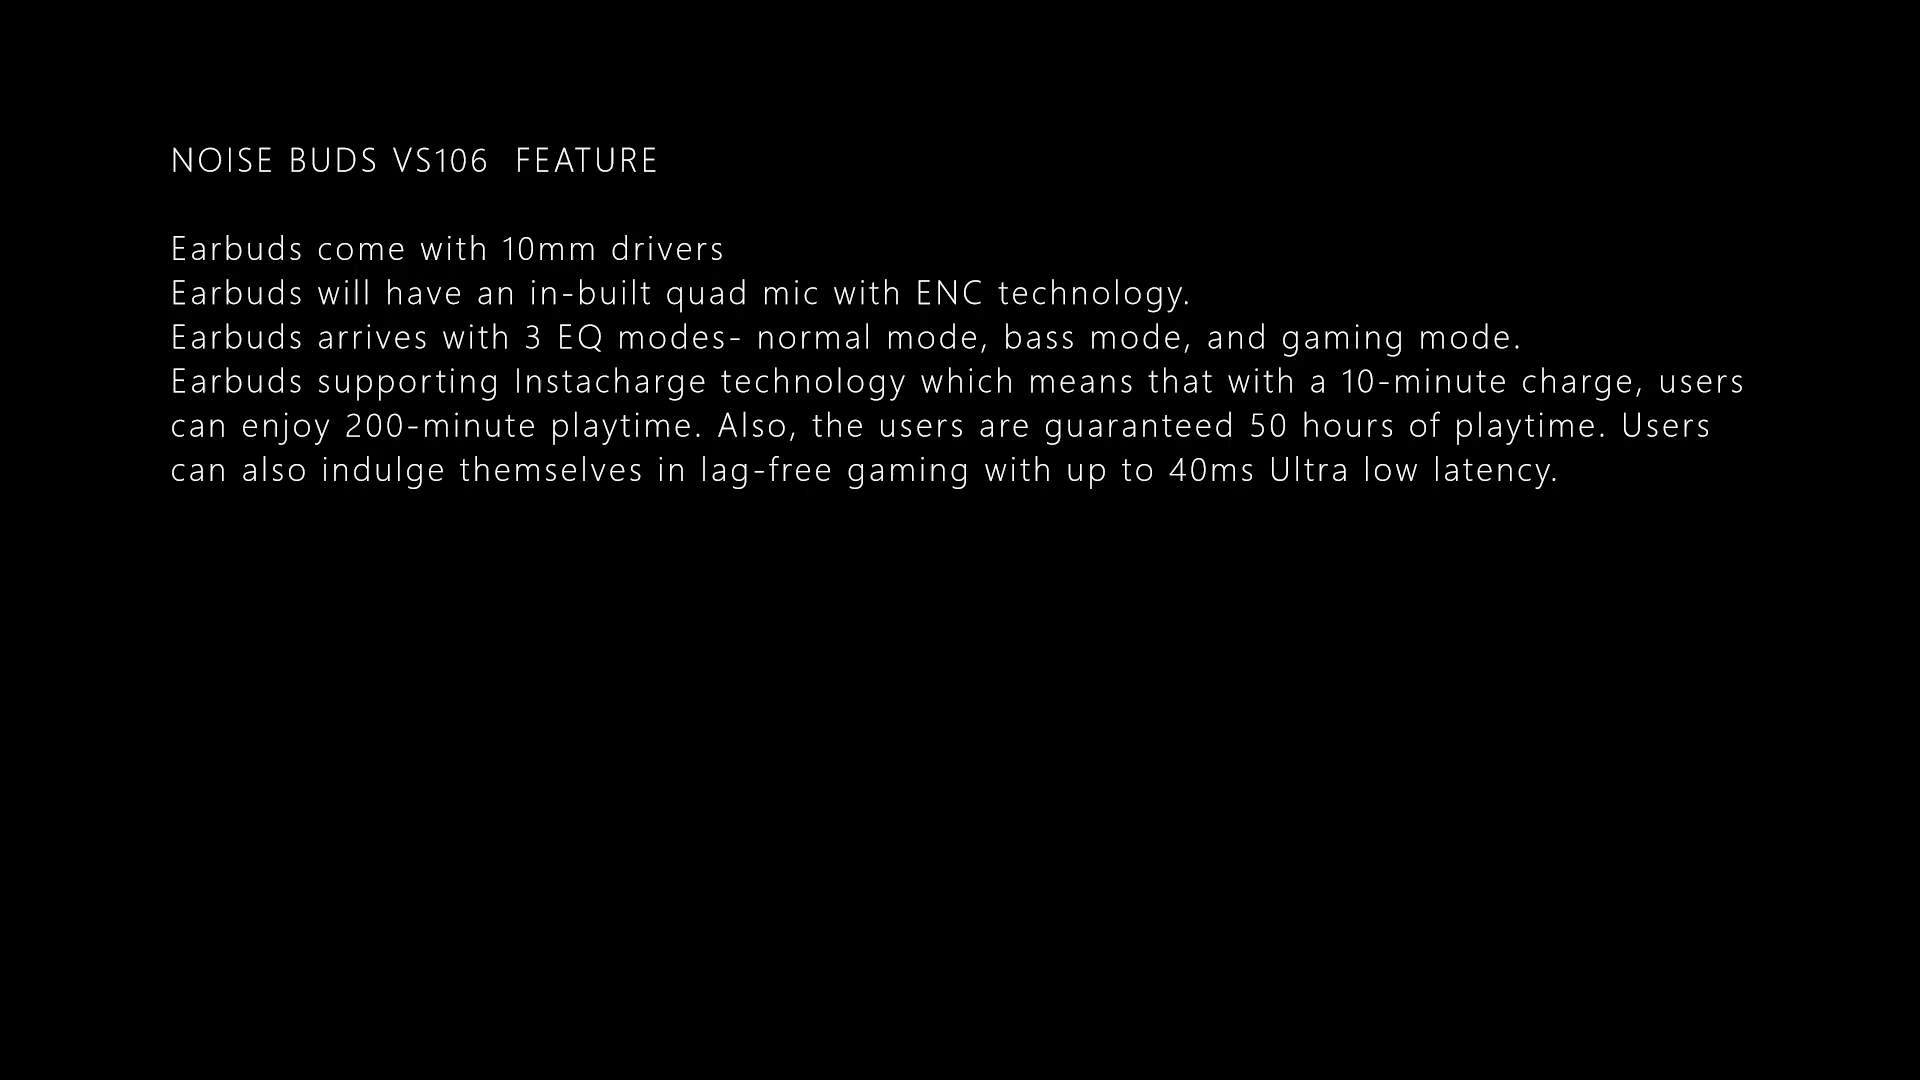 NOISE BUDS VS106  FEATURE
Earbuds come with 10mm drivers
Earbuds will have an in-built quad mic with ENC technology.
Earbuds arrives with 3 EQ modes- normal mode, bass mode, and gaming mode.
Earbuds supporting Instacharge technology which means that with a 10-minute charge, users
can enjoy 200-minute playtime. Also, the users are guaranteed 50 hours of playtime. Users
can also indulge themselves in lag-free gaming with up to 40ms Ultra low latency.